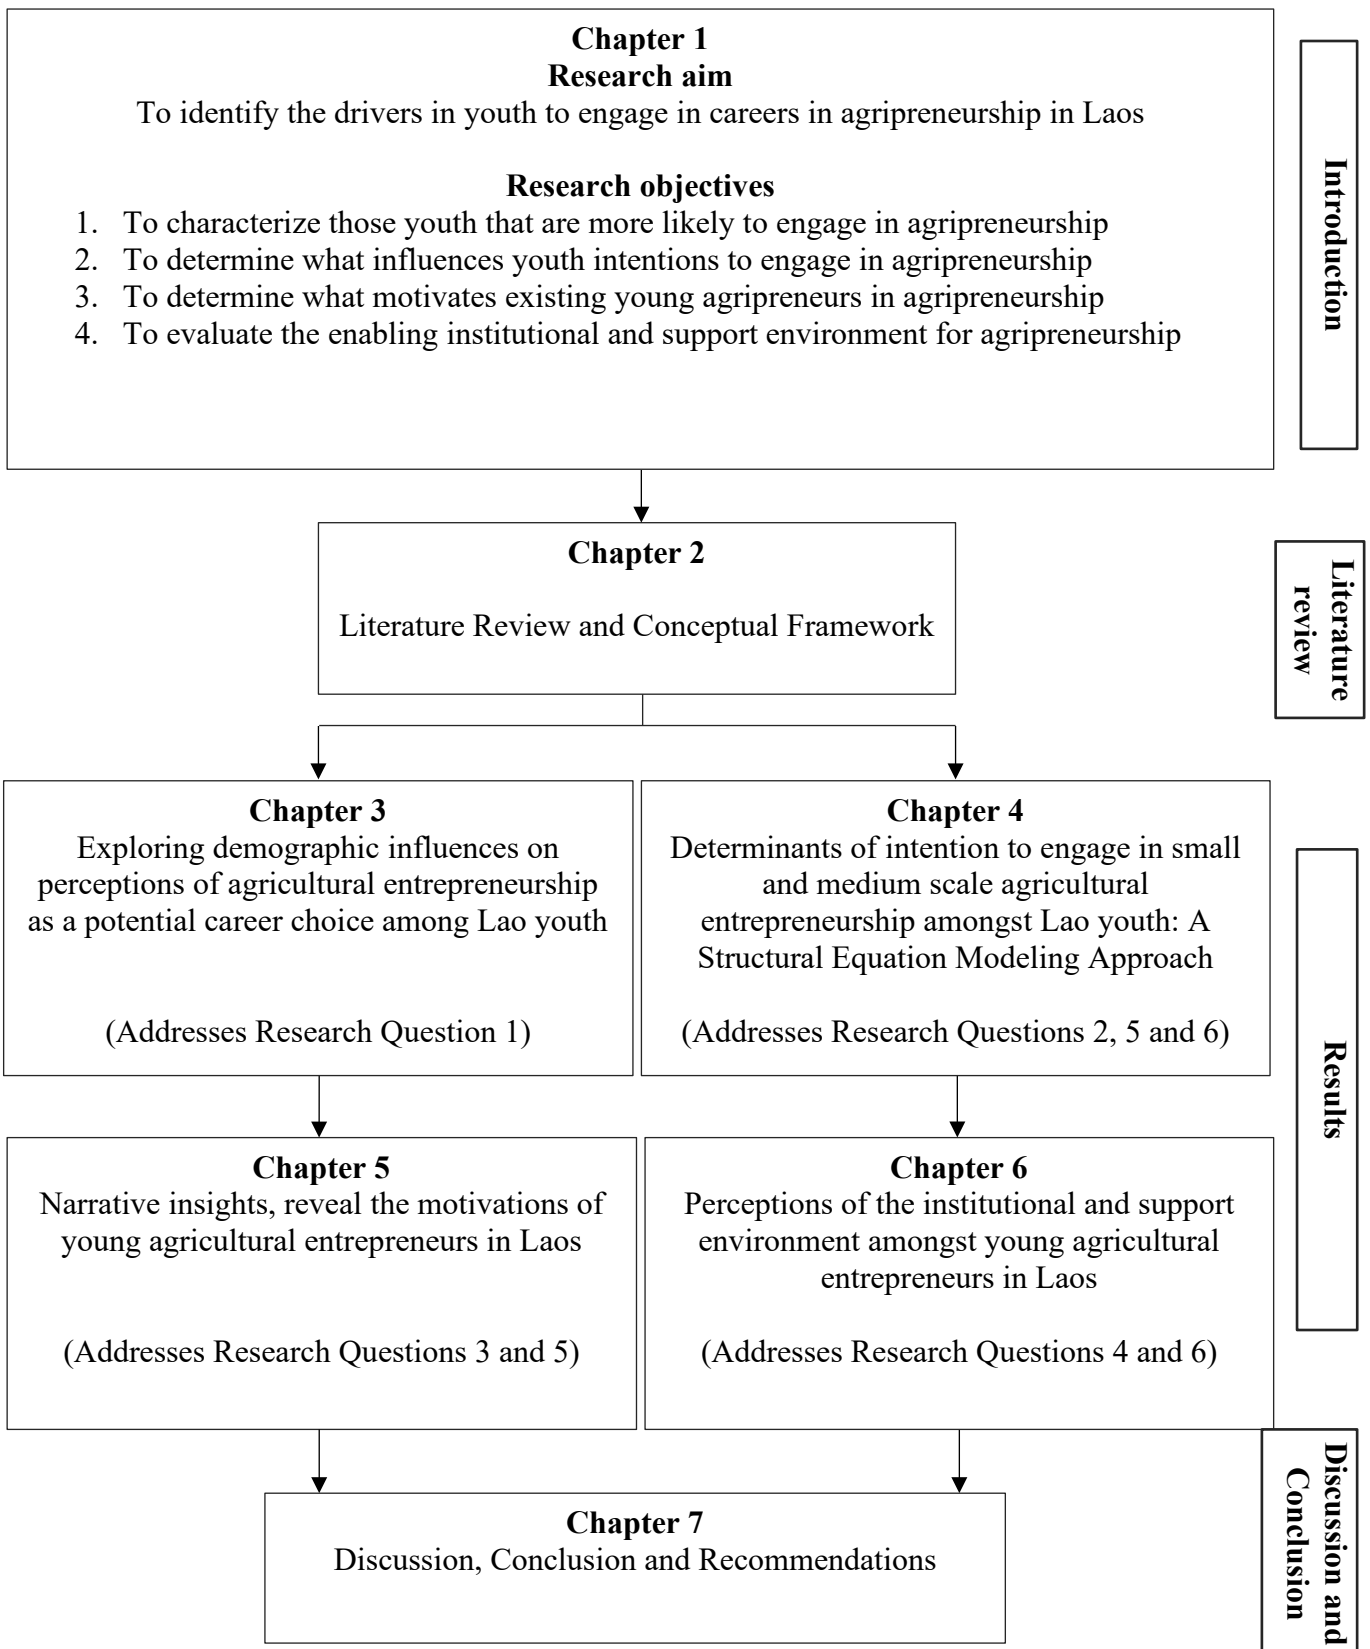 Chapter 1
Research aim
To identify the drivers in youth to engage in careers in agripreneurship in Laos
Research objectives
1. To characterize those youth that are more likely to engage in agripreneurship
2. To determine what influences youth intentions to engage in agripreneurship
3. To determine what motivates existing young agripreneurs in agripreneurship
4. To evaluate the enabling institutional and support environment for agripreneurship
Introduction
Chapter 2
Literature Review and Conceptual Framework
Literature
review
Chapter 3
Exploring demographic influences on
perceptions of agricultural entrepreneurship
as a potential career choice among Lao youth
(Addresses Research Question 1)
Chapter 4
Determinants of intention to engage in small
and medium scale agricultural
entrepreneurship amongst Lao youth: A
Structural Equation Modeling Approach
(Addresses Research Questions 2, 5 and 6)
Results
Chapter 5
Narrative insights, reveal the motivations of
young agricultural entrepreneurs in Laos
(Addresses Research Questions 3 and 5)
Chapter 6
Perceptions of the institutional and support
environment amongst young agricultural
entrepreneurs in Laos
(Addresses Research Questions 4 and 6)
Chapter 7
Discussion, Conclusion and Recommendations
Discussion and
Conclusion